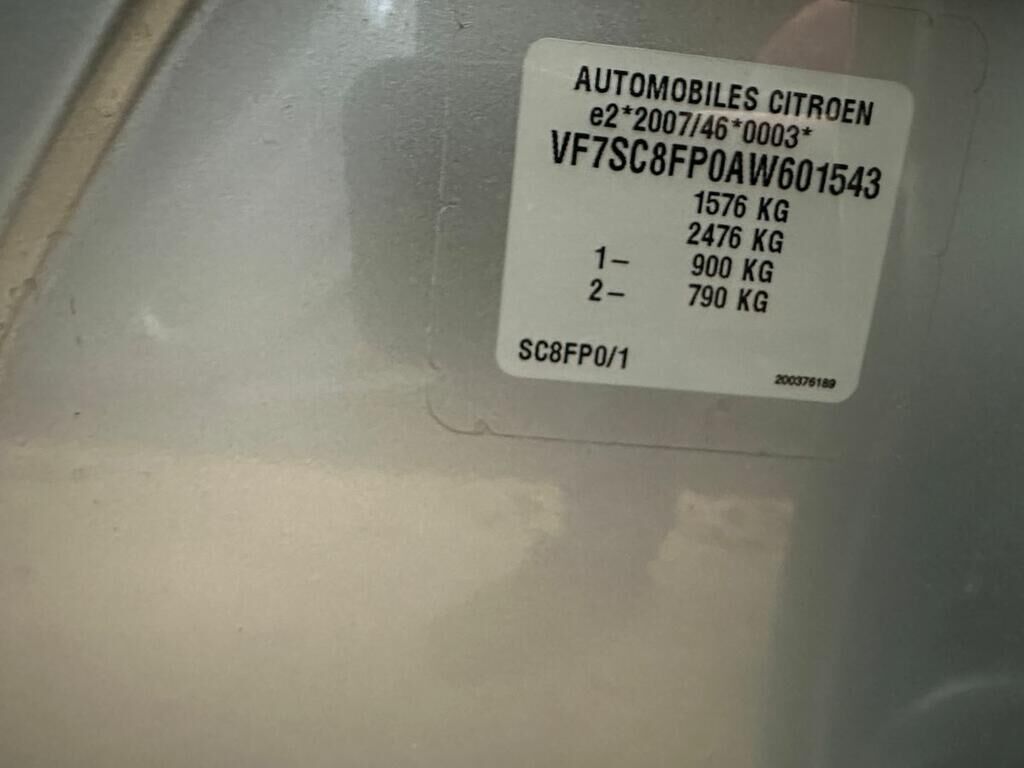 AUTOMOBILES CITROEN
e2*2007/46*0003*
VF7SC8FP0AW601543
1576 KG
2476 KG
1– 900 KG
2– 790 KG
SC8FP0/1
200376189